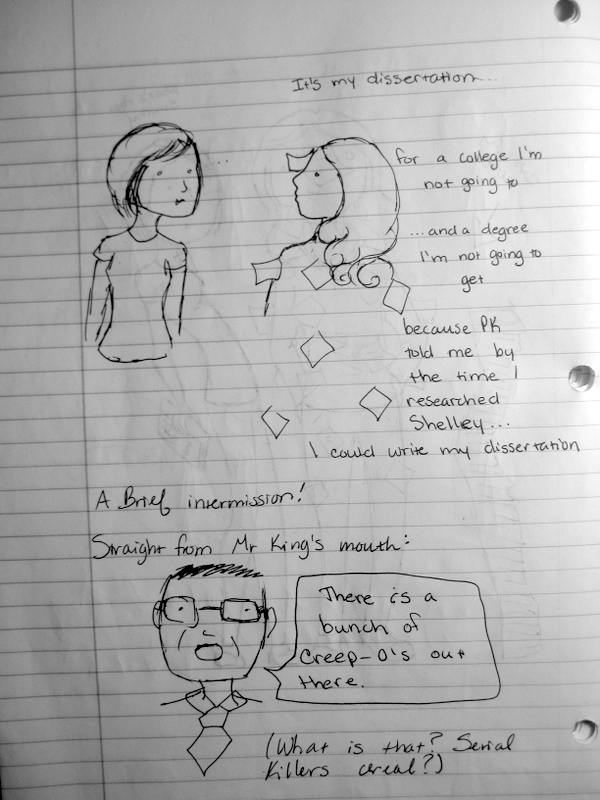 It's my dissertation...
...
for a college I'm
not going to
...and a degree
I'm not going to
get
because PK
told me by
the time I
researched
Shelley...
I could write my dissertation
A Brief intermission!
Straight from Mr King's mouth:
There is a
bunch of
Creep-O's out
there.
(What is that? Serial
Killers cereal?)